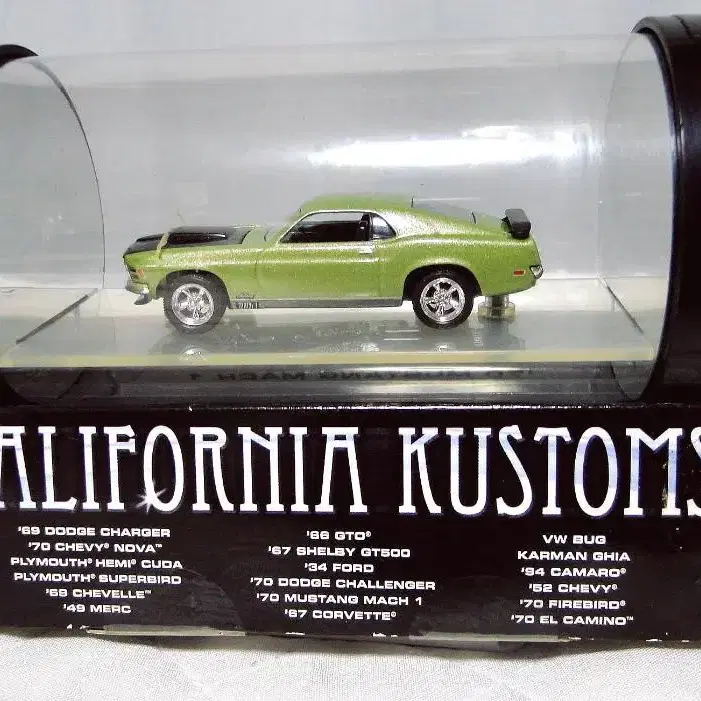 ALIFORNIA KUSTOMS
'69 DODGE CHARGER
'70 CHEVY® NOVA™
PLYMOUTH® HEMI® CUDA
PLYMOUTH® SUPERBIRD
'69 CHEVELLE™
'49 MERC
'66 GTO®
'67 SHELBY GT500
'34 FORD
'70 DODGE CHALLENGER
'70 MUSTANG MACH 1
'67 CORVETTE®
VW BUG
KARMAN GHIA
'94 CAMARO®
'52 CHEVY®
'70 FIREBIRD®
'70 EL CAMINO™